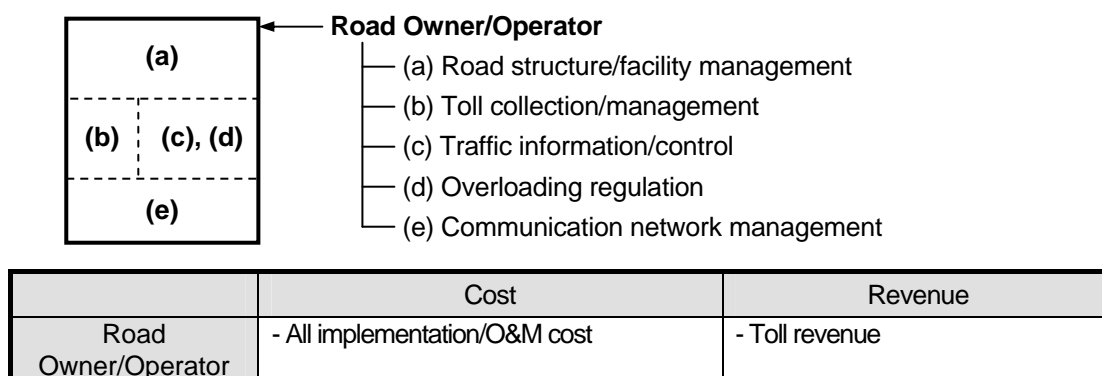 Road Owner/Operator
(a)
(a) Road structure/facility management
(b) Toll collection/management
(b) (c), (d)
(c) Traffic information/control
(d) Overloading regulation
(e)
(e) Communication network management
Cost Revenue
Road Owner/Operator
- All implementation/O&M cost
- Toll revenue